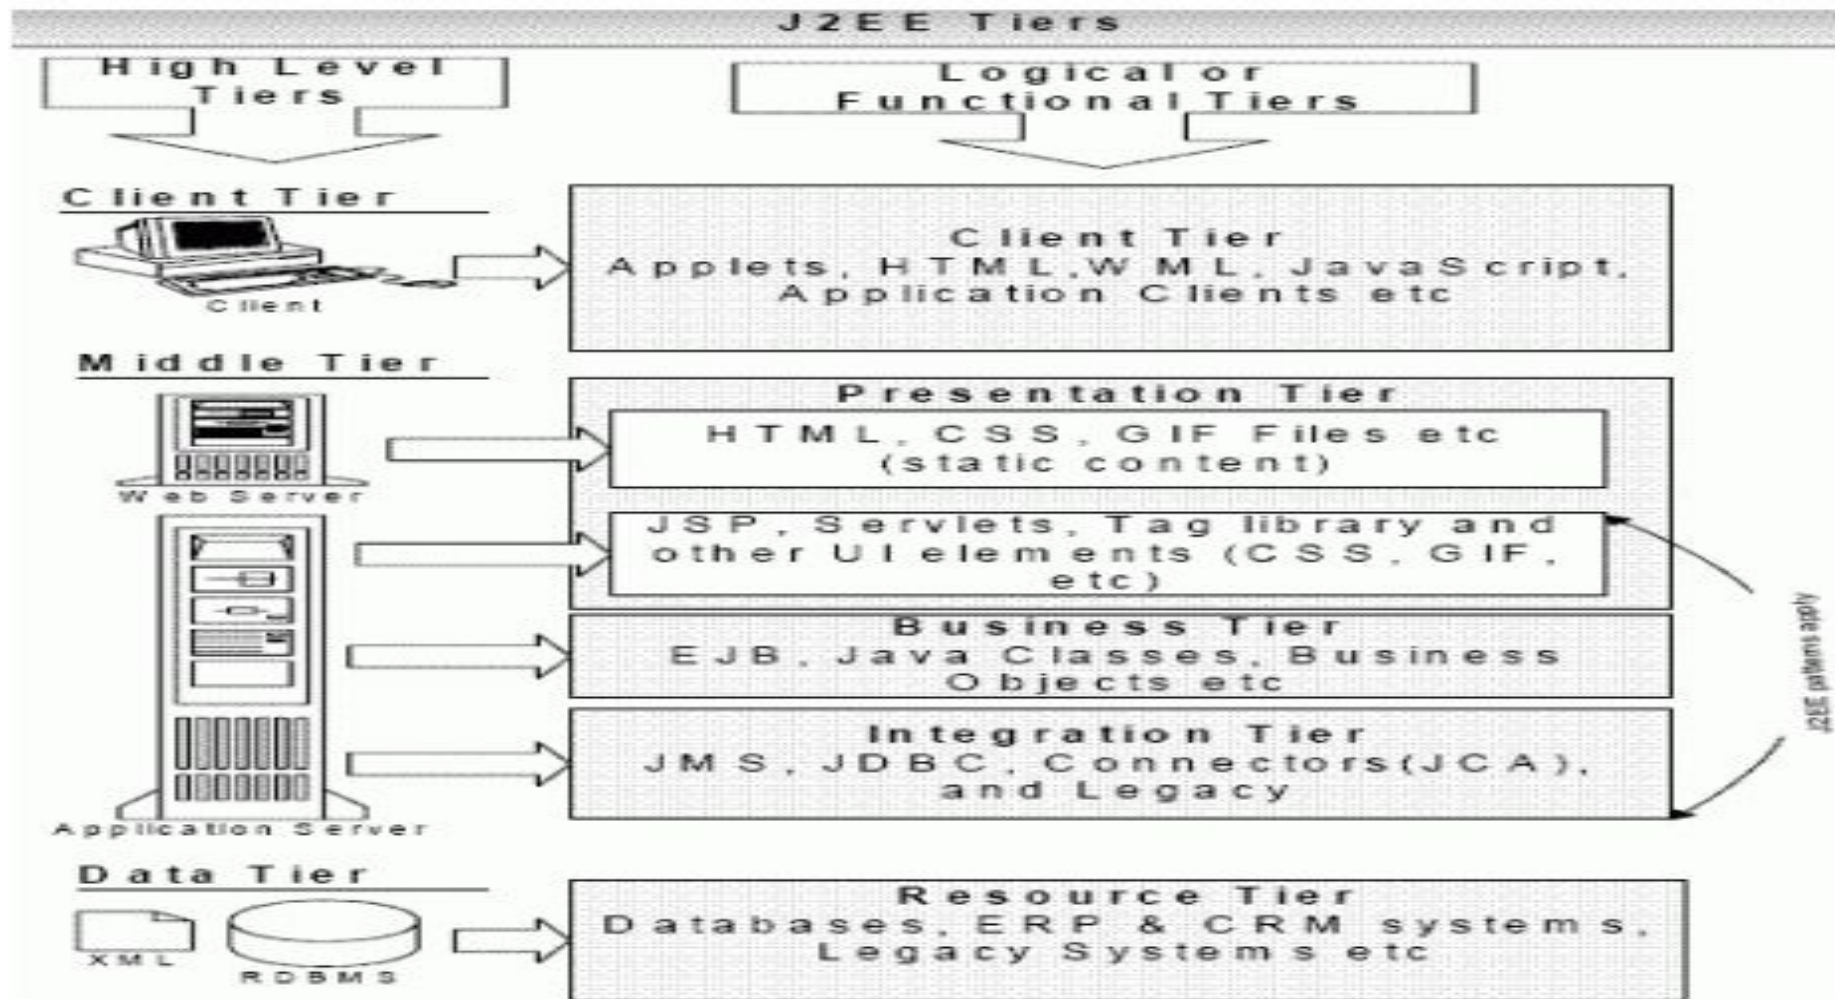 J2EE Tiers
High Level
Tiers
Logical or
Functional Tiers
Client Tier
Client
Client Tier
Applets, HTML,WML, JavaScript,
Application Clients etc
Middle Tier
Web Server
Presentation Tier
HTML, CSS, GIF Files etc
(static content)
JSP, Servlets, Tag library and
other UI elements (CSS, GIF,
etc)
Business Tier
EJB, Java Classes, Business
Objects etc
Integration Tier
JMS, JDBC, Connectors(JCA),
and Legacy
Application Server
J2EE patterns apply
Data Tier
XML
RDBMS
Resource Tier
Databases, ERP & CRM systems,
Legacy Systems etc